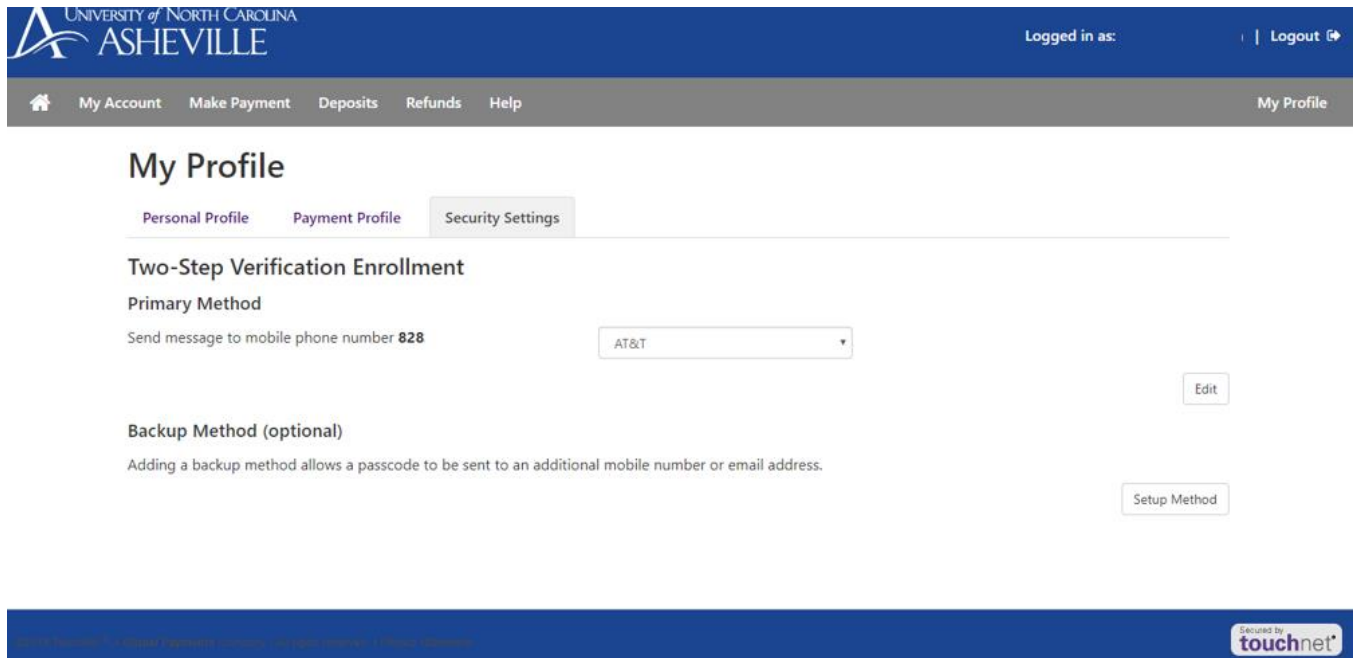 UNIVERSITY of NORTH CAROLINA
ASHEVILLE
Logged in as: | Logout
My Account Make Payment Deposits Refunds Help My Profile
My Profile
Personal Profile Payment Profile Security Settings
Two-Step Verification Enrollment
Primary Method
Send message to mobile phone number 828 AT&T
Edit
Backup Method (optional)
Adding a backup method allows a passcode to be sent to an additional mobile number or email address.
Setup Method
Secured by
touchnet